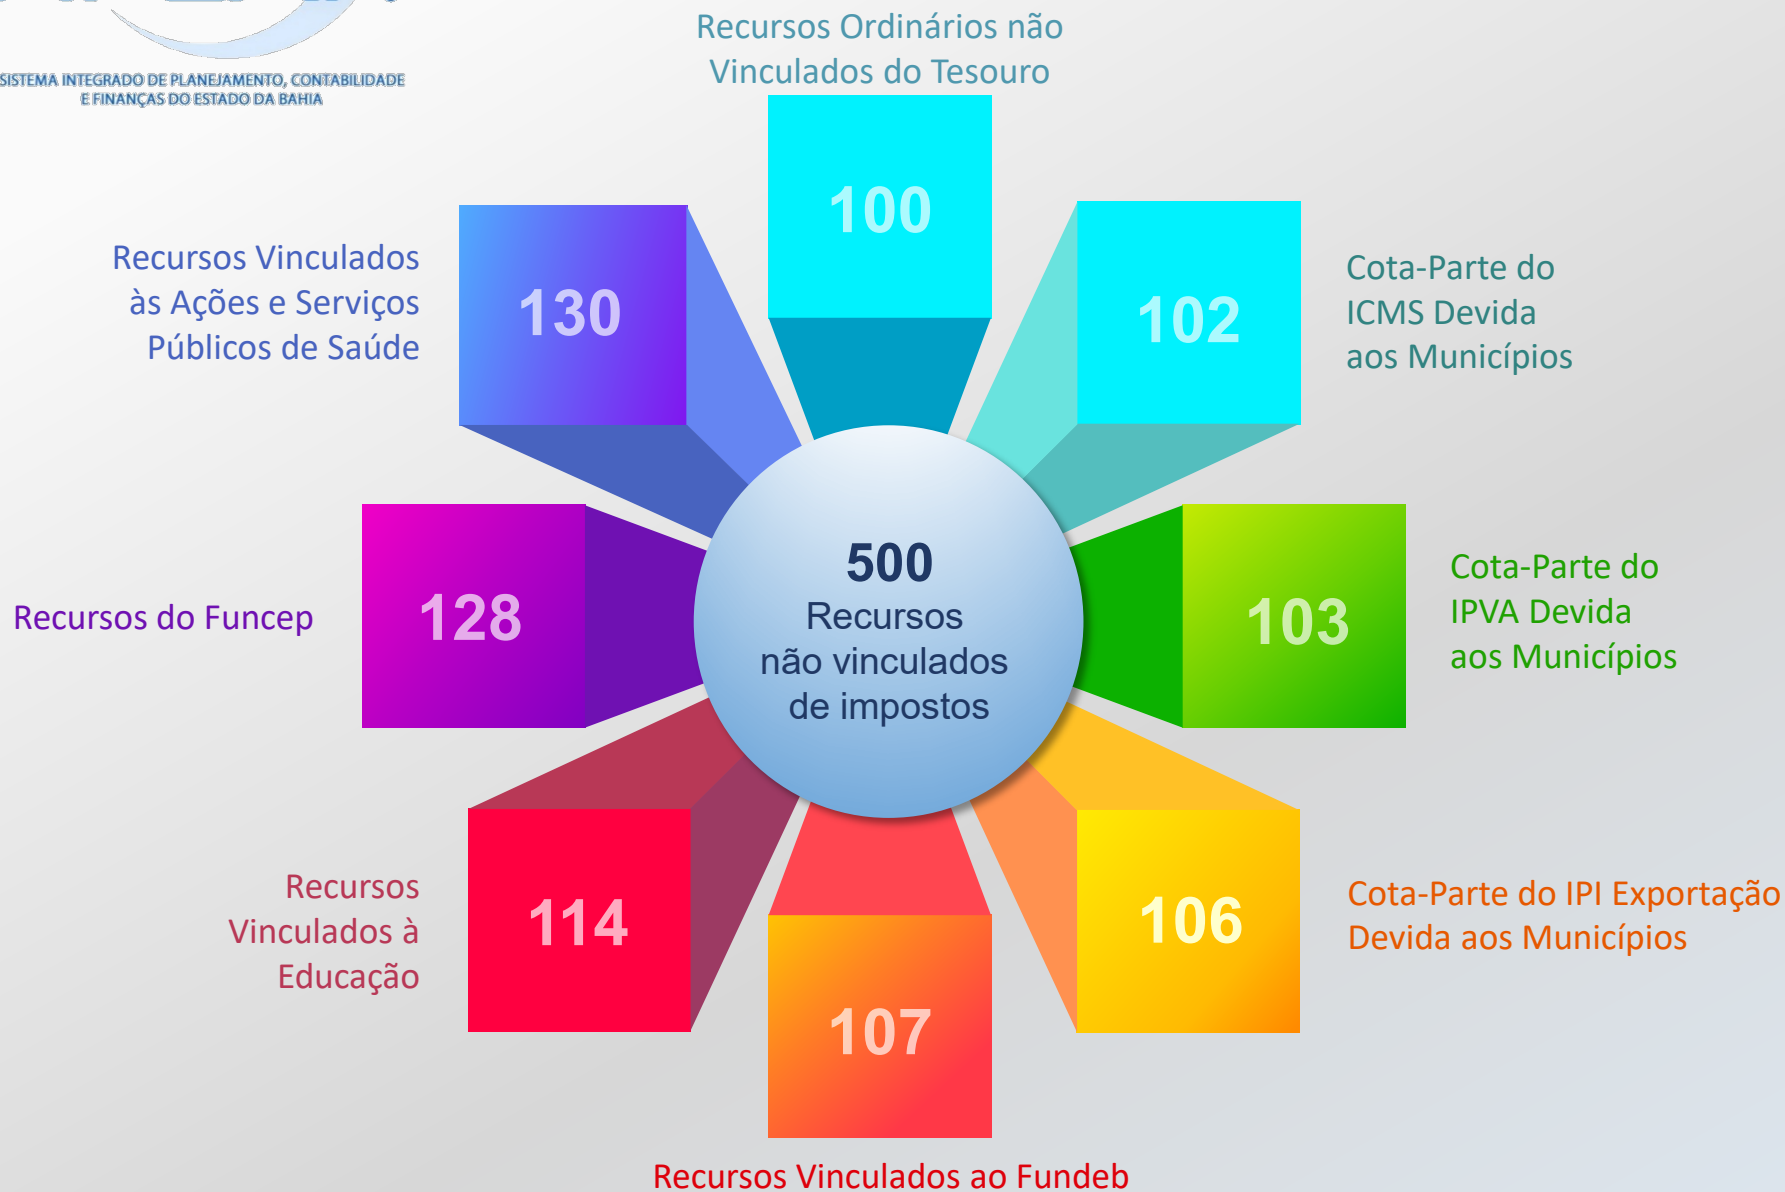 SISTEMA INTEGRADO DE PLANEJAMENTO, CONTABILIDADE
E FINANÇAS DO ESTADO DA BAHIA
Recursos Ordinários não
Vinculados do Tesouro
100
102
Cota-Parte do
ICMS Devida
aos Municípios
103
Cota-Parte do
IPVA Devida
aos Municípios
106
Cota-Parte do IPI Exportação
Devida aos Municípios
107
Recursos Vinculados ao Fundeb
114
Recursos
Vinculados à
Educação
128
Recursos do Funcep
130
Recursos Vinculados
às Ações e Serviços
Públicos de Saúde
500
Recursos
não vinculados
de impostos